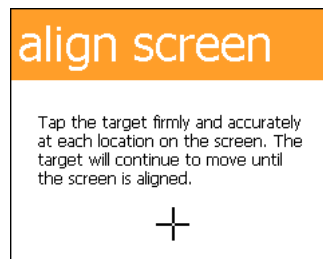 align screen
Tap the target firmly and accurately
at each location on the screen. The
target will continue to move until
the screen is aligned.